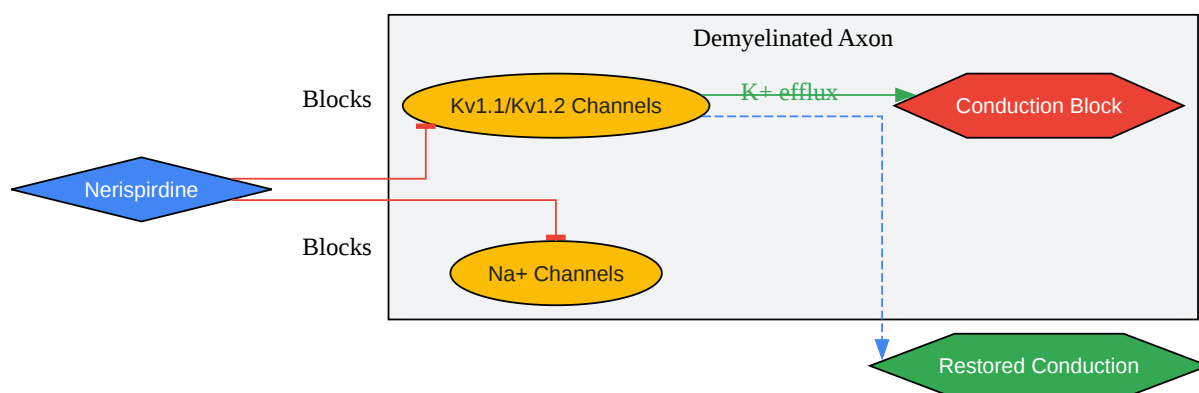 Demyelinated Axon
Blocks
Kv1.1/Kv1.2 Channels
K+ efflux
Conduction Block
Nerispirdine
Blocks
Na+ Channels
Restored Conduction